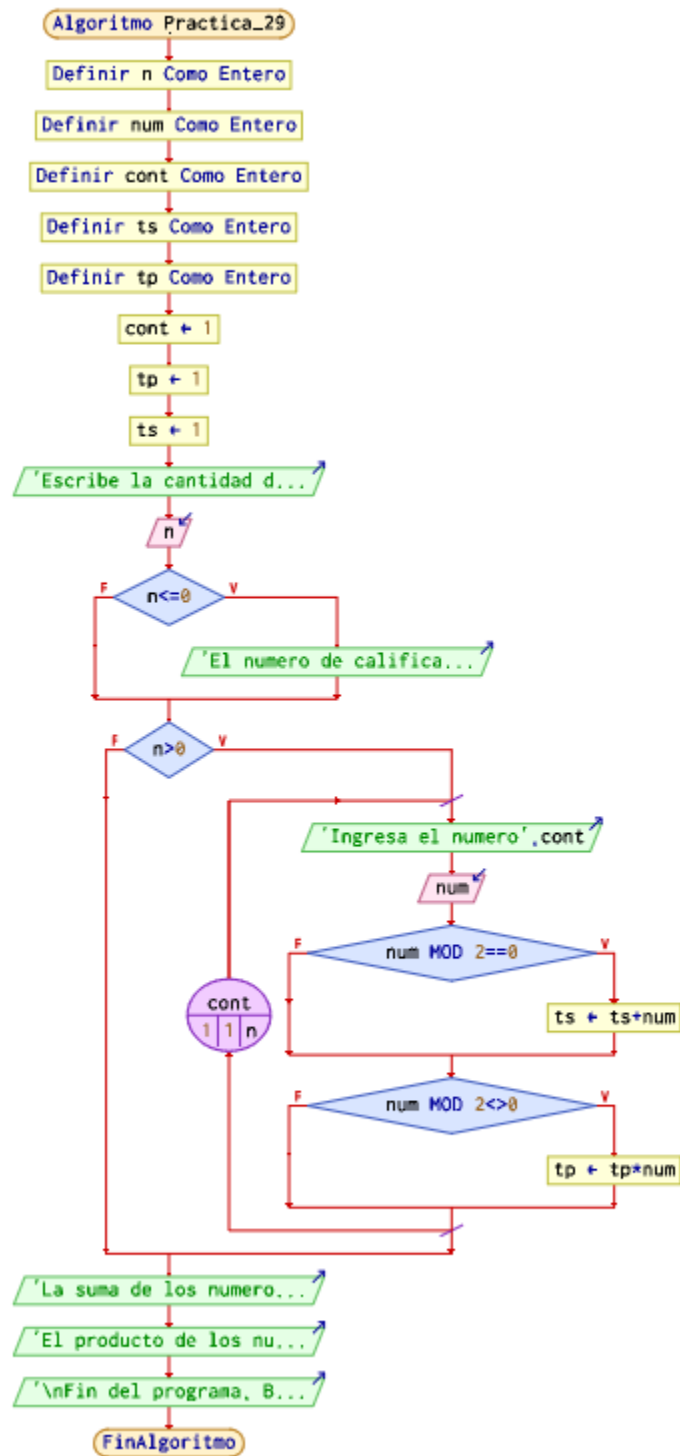 Algoritmo Practica_29
Definir n Como Entero
Definir num Como Entero
Definir cont Como Entero
Definir ts Como Entero
Definir tp Como Entero
cont ← 1
tp ← 1
ts ← 1
'Escribe la cantidad d...
n
F
n<=0
V
'El numero de califica...
F
n>0
V
'Ingresa el numero',cont
num
F
num MOD 2==0
V
cont
1 1 n
ts ← ts+num
F
num MOD 2<>0
V
tp ← tp*num
'La suma de los numero...
'El producto de los nu...
'\nFin del programa, B...
FinAlgoritmo